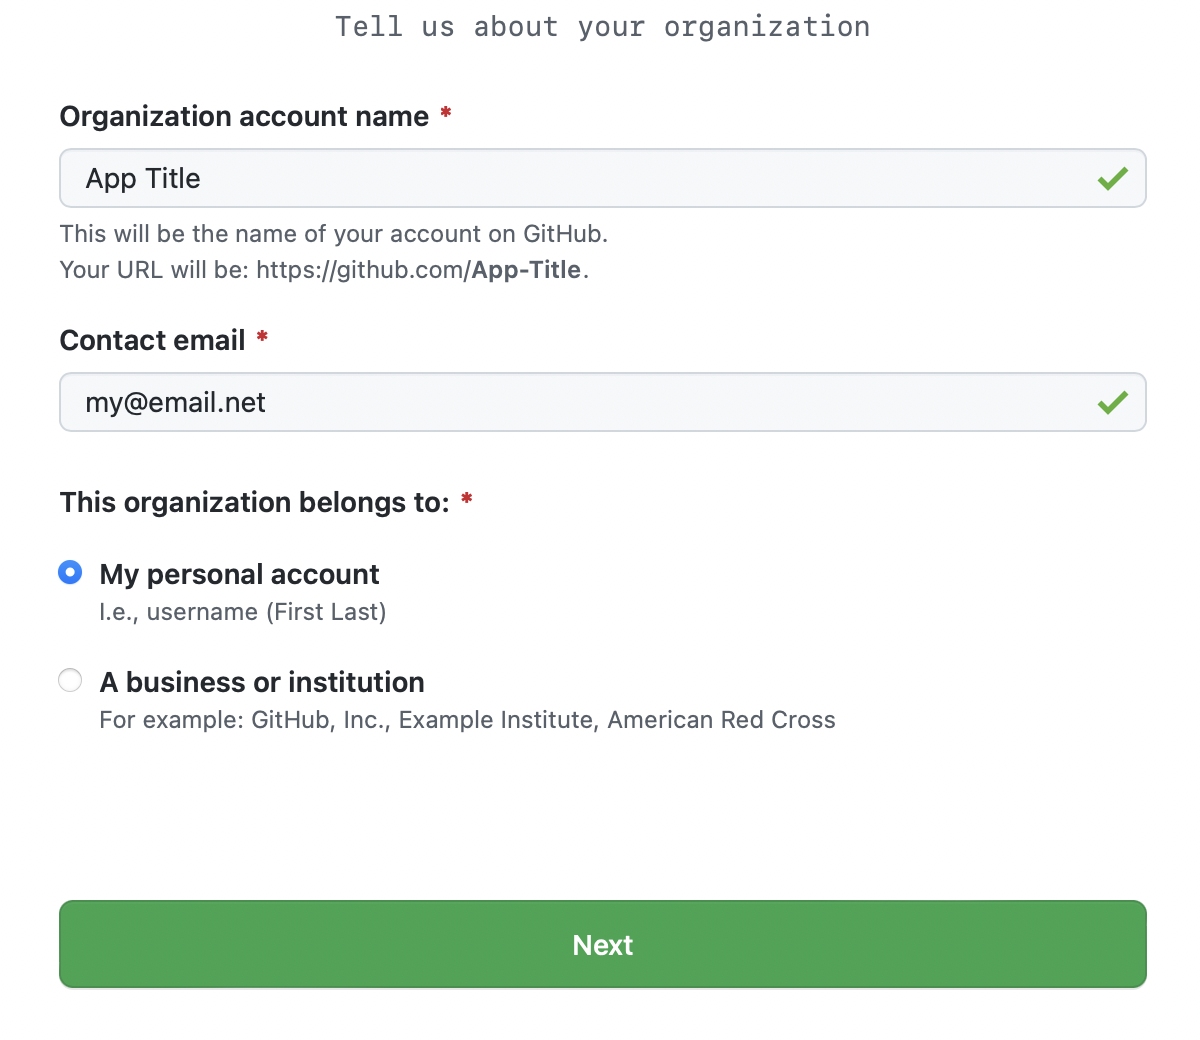 Tell us about your organization
Organization account name *
App Title
This will be the name of your account on GitHub.
Your URL will be: https://github.com/App-Title.
Contact email *
my@email.net
This organization belongs to: *
My personal account
I.e., username (First Last)
A business or institution
For example: GitHub, Inc., Example Institute, American Red Cross
Next